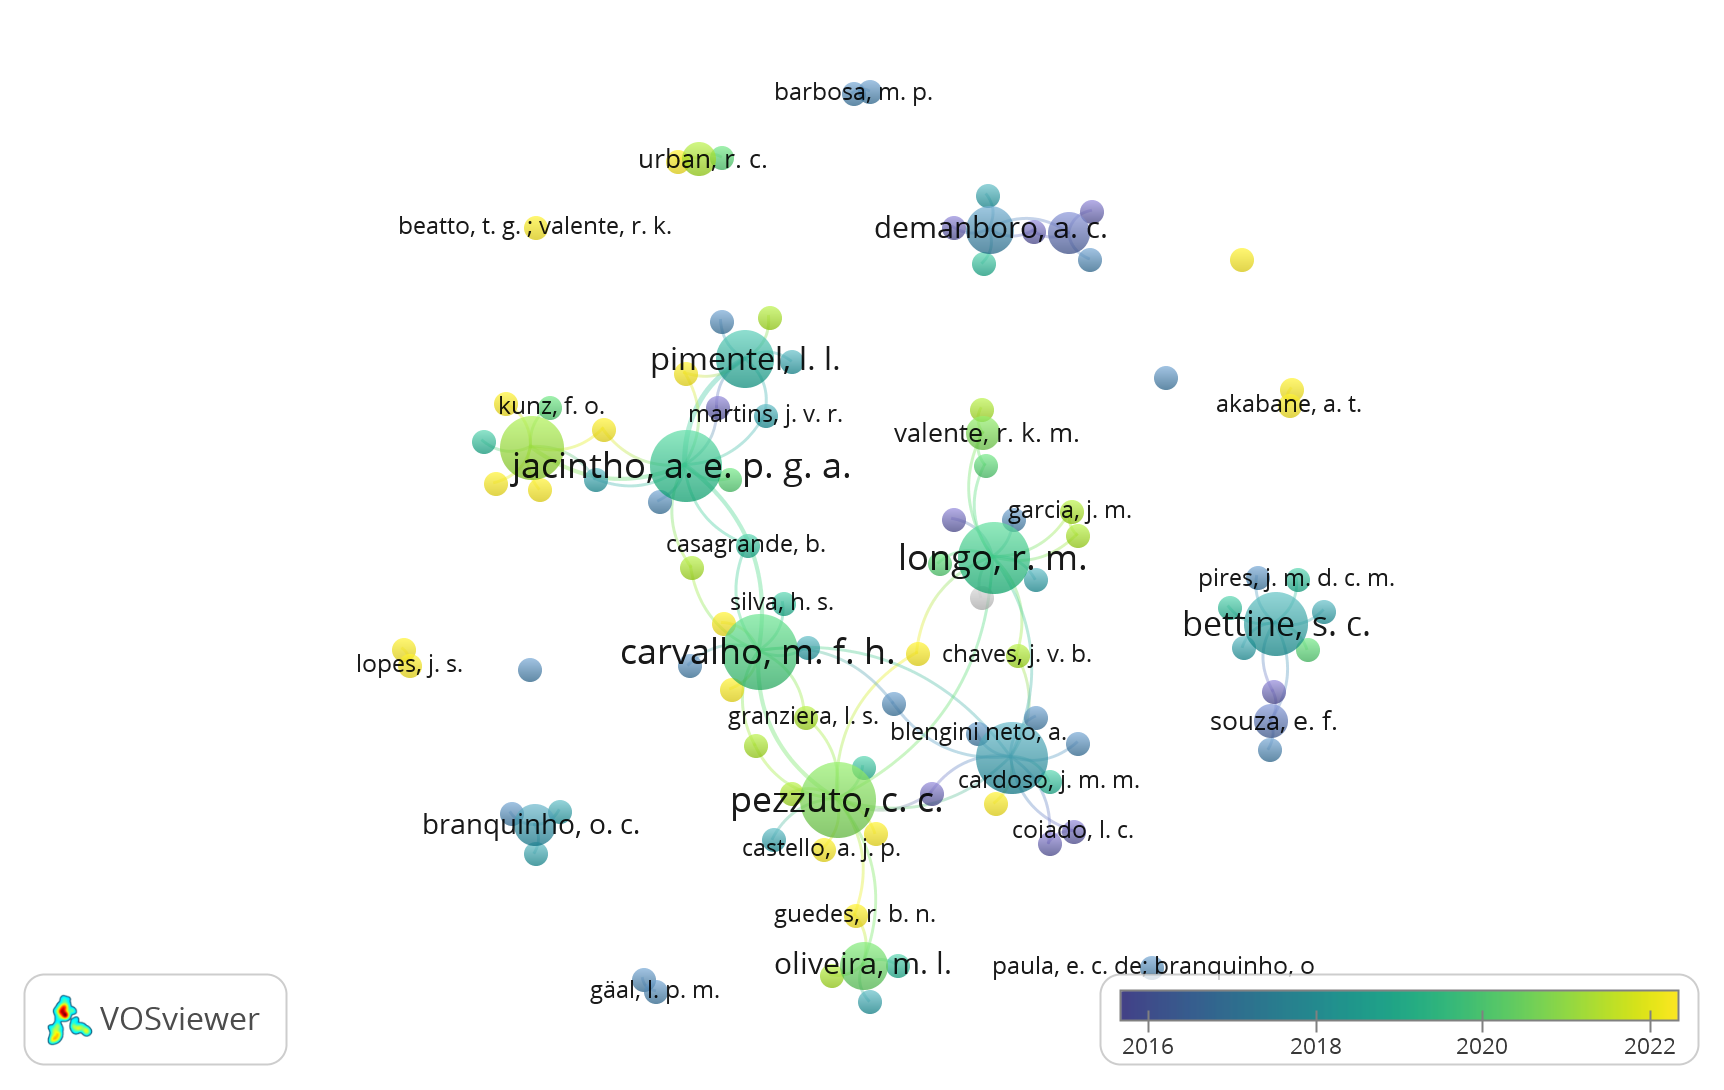 barbosa, m. p.
urban, r. c.
beatto, t. g. ; valente, r. k.
demanboro, a. c.
pimentel, l. l.
kunz, f. o.
martins, j. v. r.
akabane, a. t.
valente, r. k. m.
jacintho, a. e. p. g. a.
garcia, j. m.
casagrande, b.
longo, r. m.
pires, j. m. d. c. m.
silva, h. s.
bettine, s. c.
carvalho, m. f. h.
chaves, j. v. b.
lopes, j. s.
granziera, l. s.
souza, e. f.
blengini neto, a.
cardoso, j. m. m.
pezzuto, c. c.
branquinho, o. c.
coiado, l. c.
castello, a. j. p.
guedes, r. b. n.
oliveira, m. l.
paula, e. c. de; branquinho, o
gäal, l. p. m.
VOSviewer
2016 2018 2020 2022